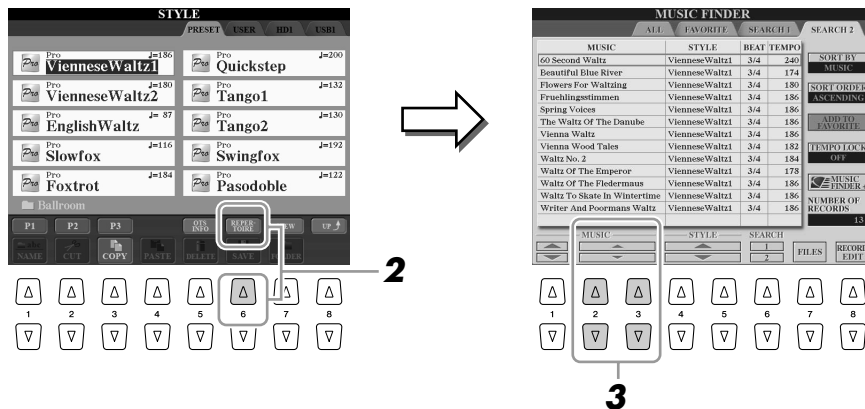 STYLE
PRESET USER HD1 USB1
Pro ♩=186 Pro ♩=200
VienneseWaltz1 Quickstep
Pro ♩=180 Pro ♩=132
VienneseWaltz2 Tango1
Pro ♩= 87 Pro ♩=130
EnglishWaltz Tango2
Pro ♩=116 Pro ♩=192
Slowfox Swingfox
Pro ♩=184 Pro ♩=122
Foxtrot Pasodoble
Ballroom
P1 P2 P3 OTS INFO REPER-TOIRE UP
NAME CUT COPY PASTE DELETE SAVE
1 2 3 4 5 6 7 8
2
MUSIC FINDER
ALL FAVORITE SEARCH 1 SEARCH 2
MUSIC STYLE BEAT TEMPO
60 Second Waltz VienneseWaltz1 3/4 240
Beautiful Blue River VienneseWaltz1 3/4 174
Flowers For Waltzing VienneseWaltz1 3/4 180
Fruehlingsstimmen VienneseWaltz1 3/4 186
Spring Voices VienneseWaltz1 3/4 186
The Waltz Of The Danube VienneseWaltz1 3/4 186
Vienna Waltz VienneseWaltz1 3/4 186
Vienna Wood Tales VienneseWaltz1 3/4 182
Waltz No. 2 VienneseWaltz1 3/4 184
Waltz Of The Emperor VienneseWaltz1 3/4 178
Waltz Of The Fledermaus VienneseWaltz1 3/4 186
Waltz To Skate In Wintertime VienneseWaltz1 3/4 186
Writer And Poormans Waltz VienneseWaltz1 3/4 186
SORT BY
MUSIC
SORT ORDER
ASCENDING
ADD TO
FAVORITE
TEMPO LOCK
OFF
MUSIC
FINDER
NUMBER OF
RECORDS
13
MUSIC STYLE SEARCH
1
2
FILES
RECORD
EDIT
1 2 3 4 5 6 7 8
3